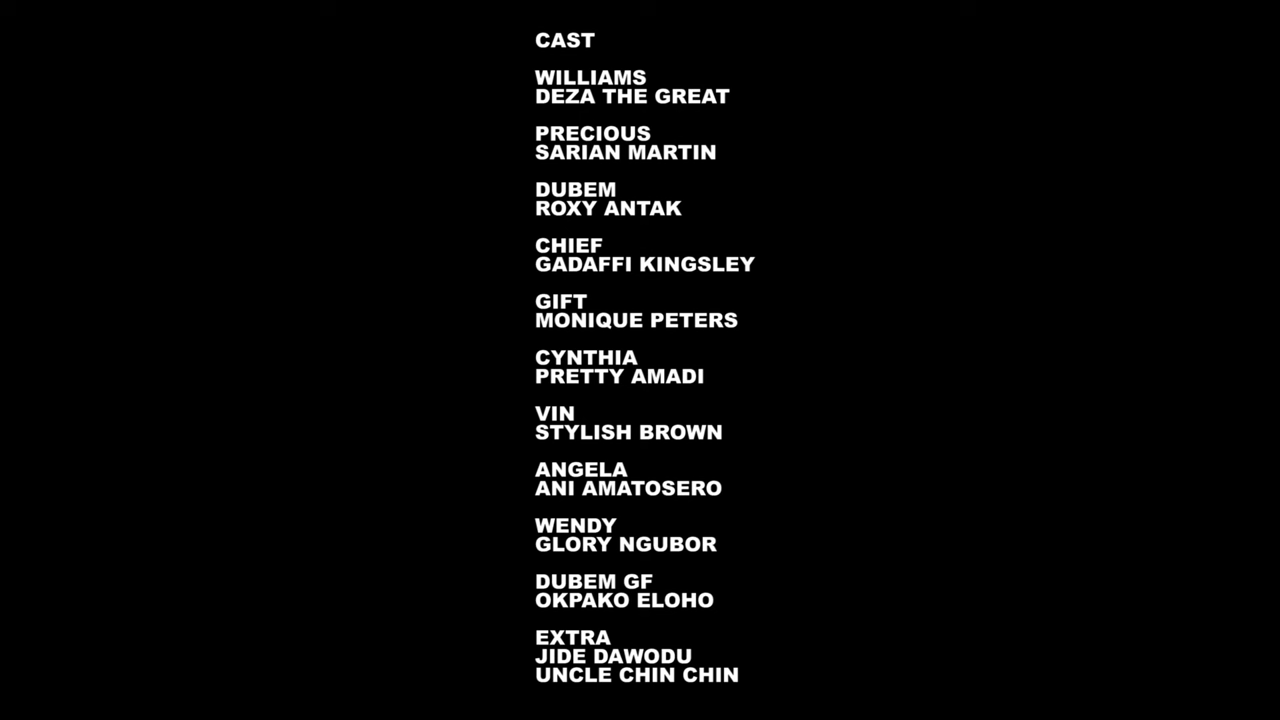 CAST
WILLIAMS
DEZA THE GREAT
PRECIOUS
SARIAN MARTIN
DUBEM
ROXY ANTAK
CHIEF
GADAFFI KINGSLEY
GIFT
MONIQUE PETERS
CYNTHIA
PRETTY AMADI
VIN
STYLISH BROWN
ANGELA
ANI AMATOSERO
WENDY
GLORY NGUBOR
DUBEM GF
OKPAKO ELOHO
EXTRA
JIDE DAWODU
UNCLE CHIN CHIN